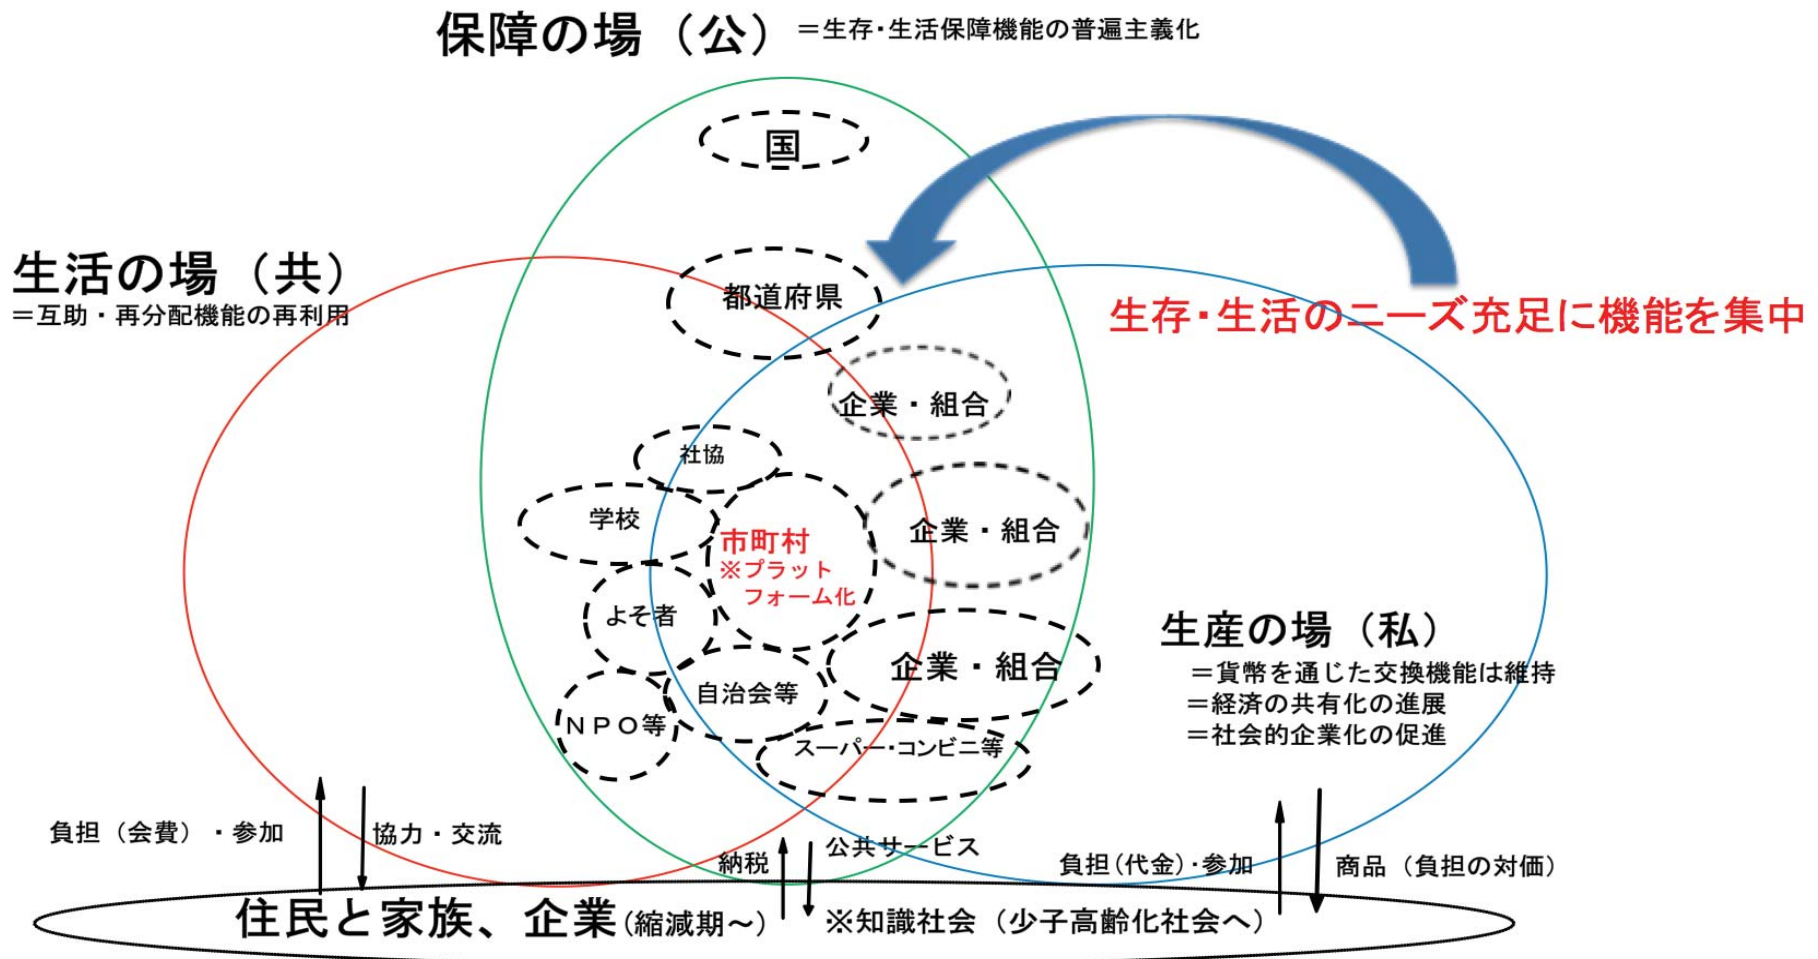 保障の場（公）＝生存・生活保障機能の普遍主義化
国
生活の場（共）
＝互助・再分配機能の再利用
都道府県
生存・生活のニーズ充足に機能を集中
企業・組合
社協
学校
市町村
※プラット
フォーム化
企業・組合
よそ者
企業・組合
自治会等
ＮＰＯ等
スーパー・コンビニ等
生産の場（私）
＝貨幣を通じた交換機能は維持
＝経済の共有化の進展
＝社会的企業化の促進
負担（会費）・参加
協力・交流
納税
公共サービス
負担(代金)・参加
商品（負担の対価）
住民と家族、企業(縮減期～)
※知識社会（少子高齢化社会へ）